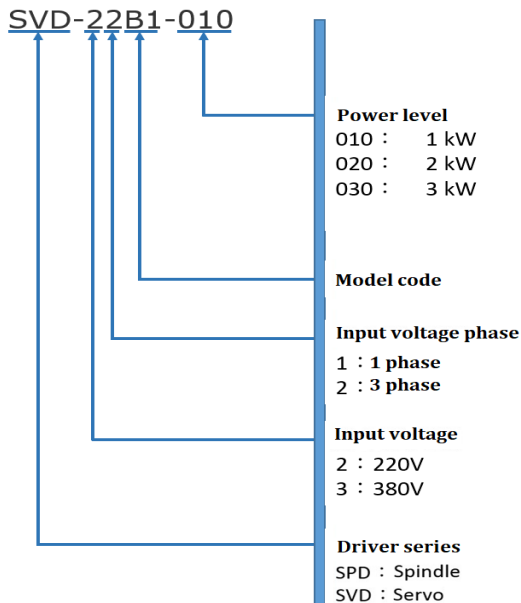 SVD-22B1-010
Power level
010： 1 kW
020： 2 kW
030： 3 kW
Model code
Input voltage phase
1：1 phase
2：3 phase
Input voltage
2：220V
3：380V
Driver series
SPD：Spindle
SVD：Servo